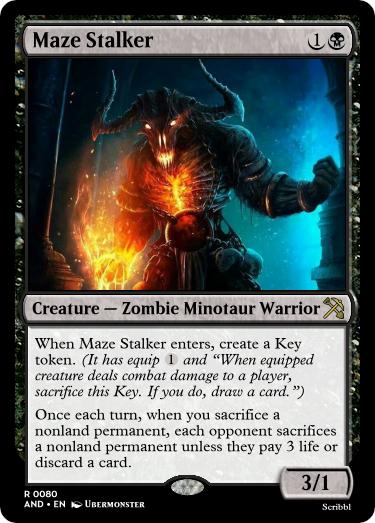 Maze Stalker 1
Creature — Zombie Minotaur Warrior
When Maze Stalker enters, create a Key
token. (It has equip 1 and “When equipped
creature deals combat damage to a player,
sacrifice this Key. If you do, draw a card.”)
Once each turn, when you sacrifice a
nonland permanent, each opponent sacrifices
a nonland permanent unless they pay 3 life or
discard a card.
3/1
R 0080
AND • EN Ubermonster
Scribbl